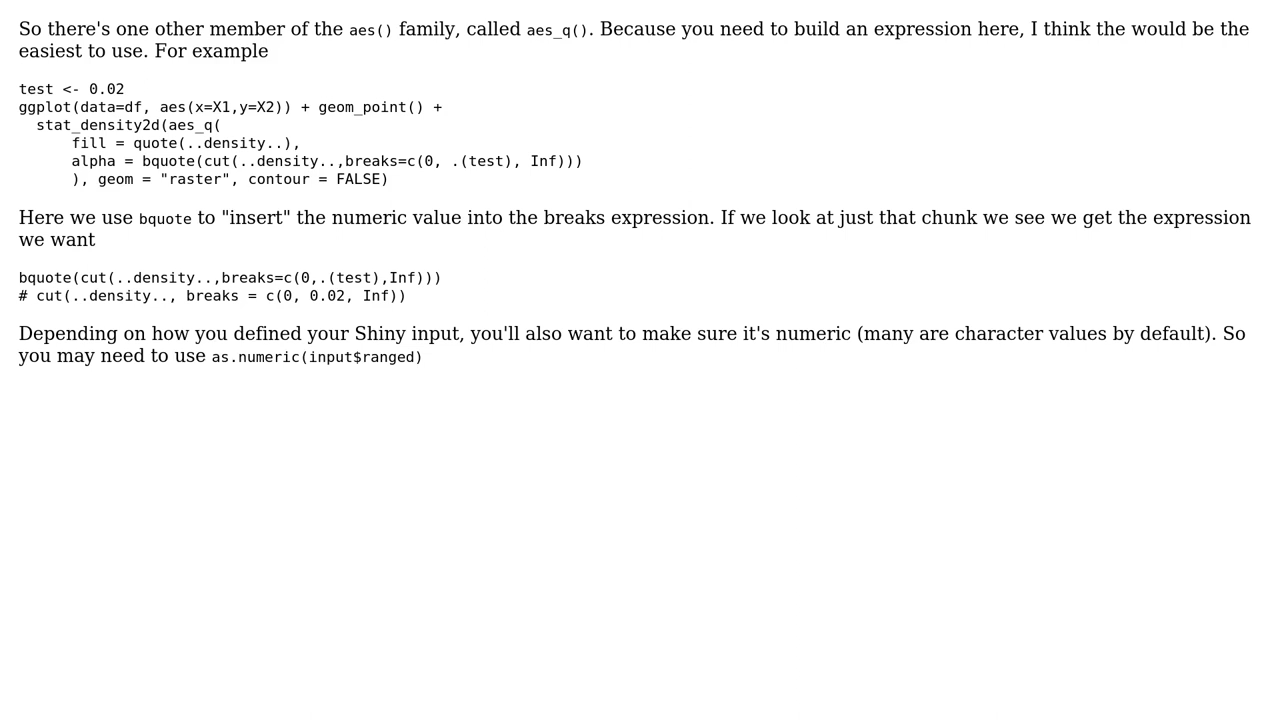 So there's one other member of the aes() family, called aes_q(). Because you need to build an expression here, I think the would be the
easiest to use. For example
test <- 0.02
ggplot(data=df, aes(x=X1,y=X2)) + geom_point() +
  stat_density2d(aes_q(
      fill = quote(..density..),
      alpha = bquote(cut(..density..,breaks=c(0, .(test), Inf)))
      ), geom = "raster", contour = FALSE)
Here we use bquote to "insert" the numeric value into the breaks expression. If we look at just that chunk we see we get the expression
we want
bquote(cut(..density..,breaks=c(0,.(test),Inf)))
# cut(..density.., breaks = c(0, 0.02, Inf))
Depending on how you defined your Shiny input, you'll also want to make sure it's numeric (many are character values by default). So
you may need to use as.numeric(input$ranged)